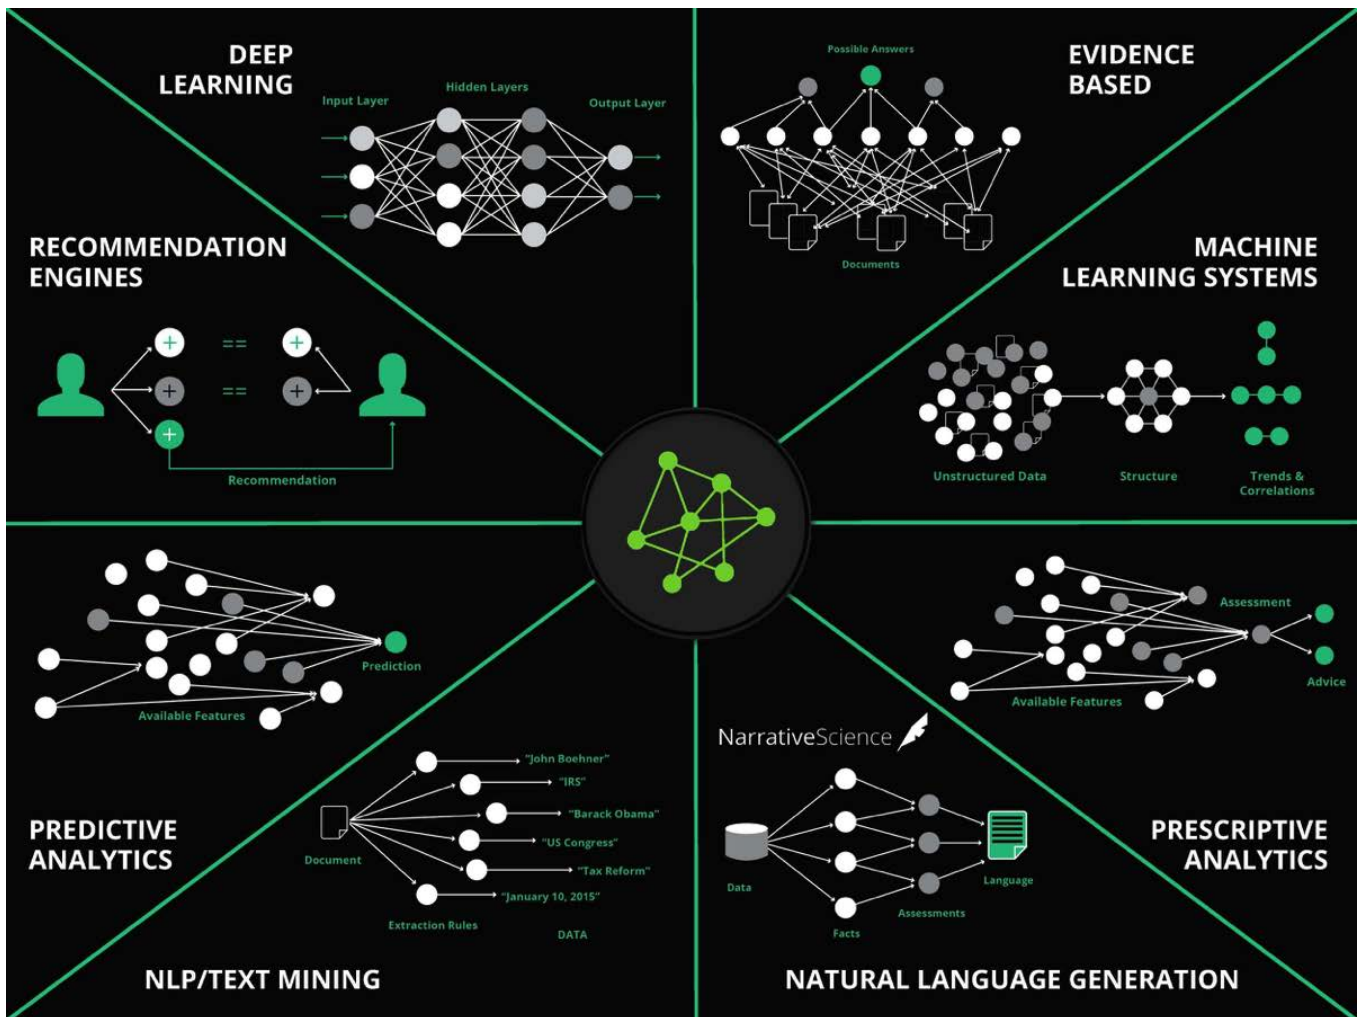 DEEP
LEARNING
Input Layer
Hidden Layers
Output Layer
EVIDENCE
BASED
Possible Answers
Documents
RECOMMENDATION
ENGINES
+
==
+
+
==
+
+
Recommendation
MACHINE
LEARNING SYSTEMS
Unstructured Data
Structure
Trends &
Correlations
Prediction
Available Features
PREDICTIVE
ANALYTICS
Assessment
Advice
Available Features
PRESCRIPTIVE
ANALYTICS
Document
"John Boehner"
"IRS"
"Barack Obama"
"US Congress"
"Tax Reform"
"January 10, 2015"
Extraction Rules
DATA
NLP/TEXT MINING
NarrativeScience
Data
Facts
Assessments
Language
NATURAL LANGUAGE GENERATION